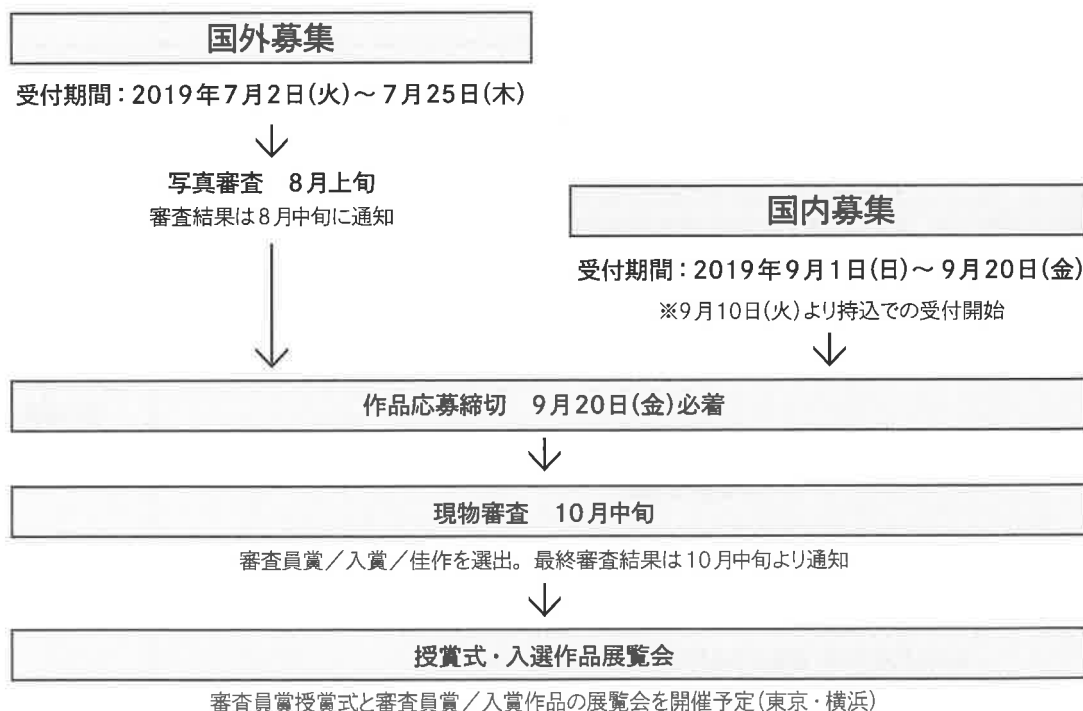 国外募集
受付期間：2019年7月2日(火)～7月25日(木)
写真審査　8月上旬
審査結果は8月中旬に通知
国内募集
受付期間：2019年9月1日(日)～9月20日(金)
※9月10日(火)より持込での受付開始
作品応募締切　9月20日(金)必着
現物審査　10月中旬
審査員賞／入賞／佳作を選出。最終審査結果は10月中旬より通知
授賞式・入選作品展覧会
審査員賞授賞式と審査員賞／入賞作品の展覧会を開催予定(東京・横浜)